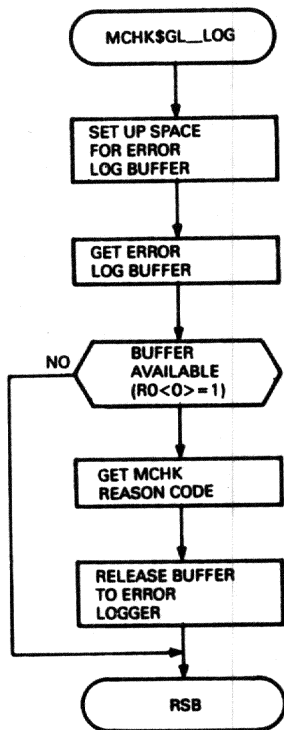 MCHK$GL__LOG
SET UP SPACE
FOR ERROR
LOG BUFFER
GET ERROR
LOG BUFFER
NO
BUFFER
AVAILABLE
(R0<0>=1)
GET MCHK
REASON CODE
RELEASE BUFFER
TO ERROR
LOGGER
RSB